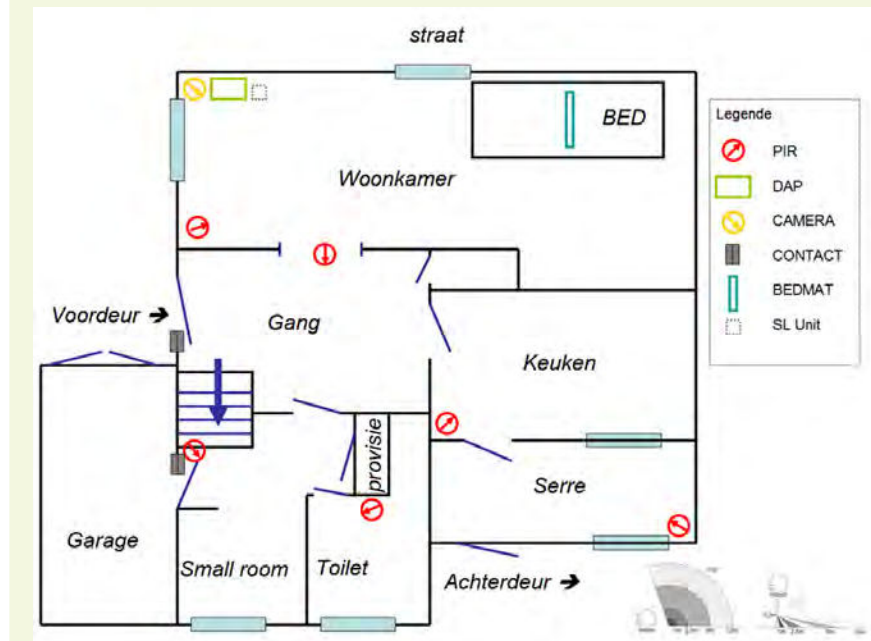 straat
BED
Woonkamer
Voordeur ➔
Gang
Keuken
provisie
Serre
Garage
Small room
Toilet
Achterdeur ➔
Legende
PIR
DAP
CAMERA
CONTACT
BEDMAT
SL Unit